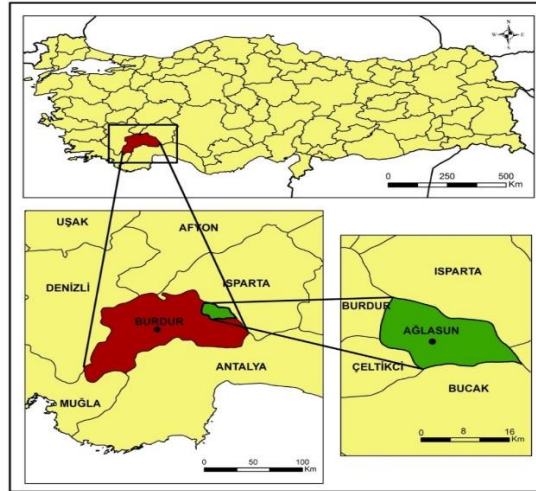 N
W E
S
0 250 500
Km
UŞAK
AFYON
DENİZLİ
ISPARTA
BURDUR
ANTALYA
MUĞLA
0 50 100
Km
ISPARTA
BURDUR
AĞLASUN
ÇELTİKCİ
BUCAK
0 8 16
Km